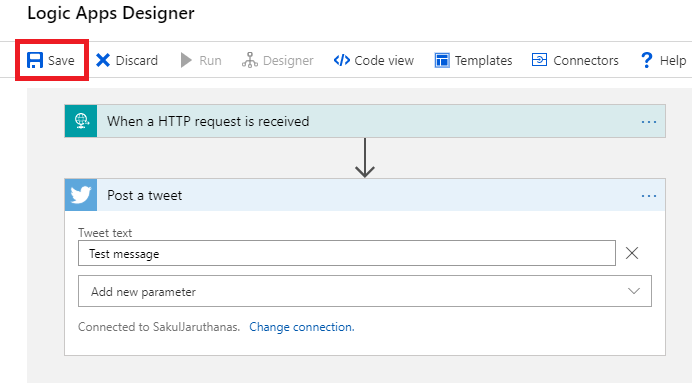 Logic Apps Designer
Save Discard Run Designer Code view Templates Connectors ? Help
When a HTTP request is received
Post a tweet
Tweet text
Test message
Add new parameter
Connected to SakulJaruthanas. Change connection.